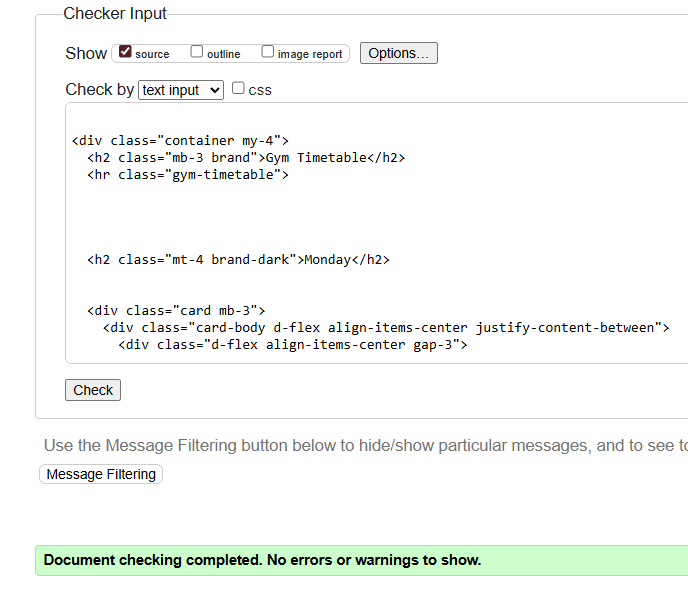 Checker Input
Show source outline image report Options...
Check by text input css
<div class="container my-4">
<h2 class="mb-3 brand">Gym Timetable</h2>
<hr class="gym-timetable">
<h2 class="mt-4 brand-dark">Monday</h2>
<div class="card mb-3">
<div class="card-body d-flex align-items-center justify-content-between">
<div class="d-flex align-items-center gap-3">
Check
Use the Message Filtering button below to hide/show particular messages, and to see
Message Filtering
Document checking completed. No errors or warnings to show.